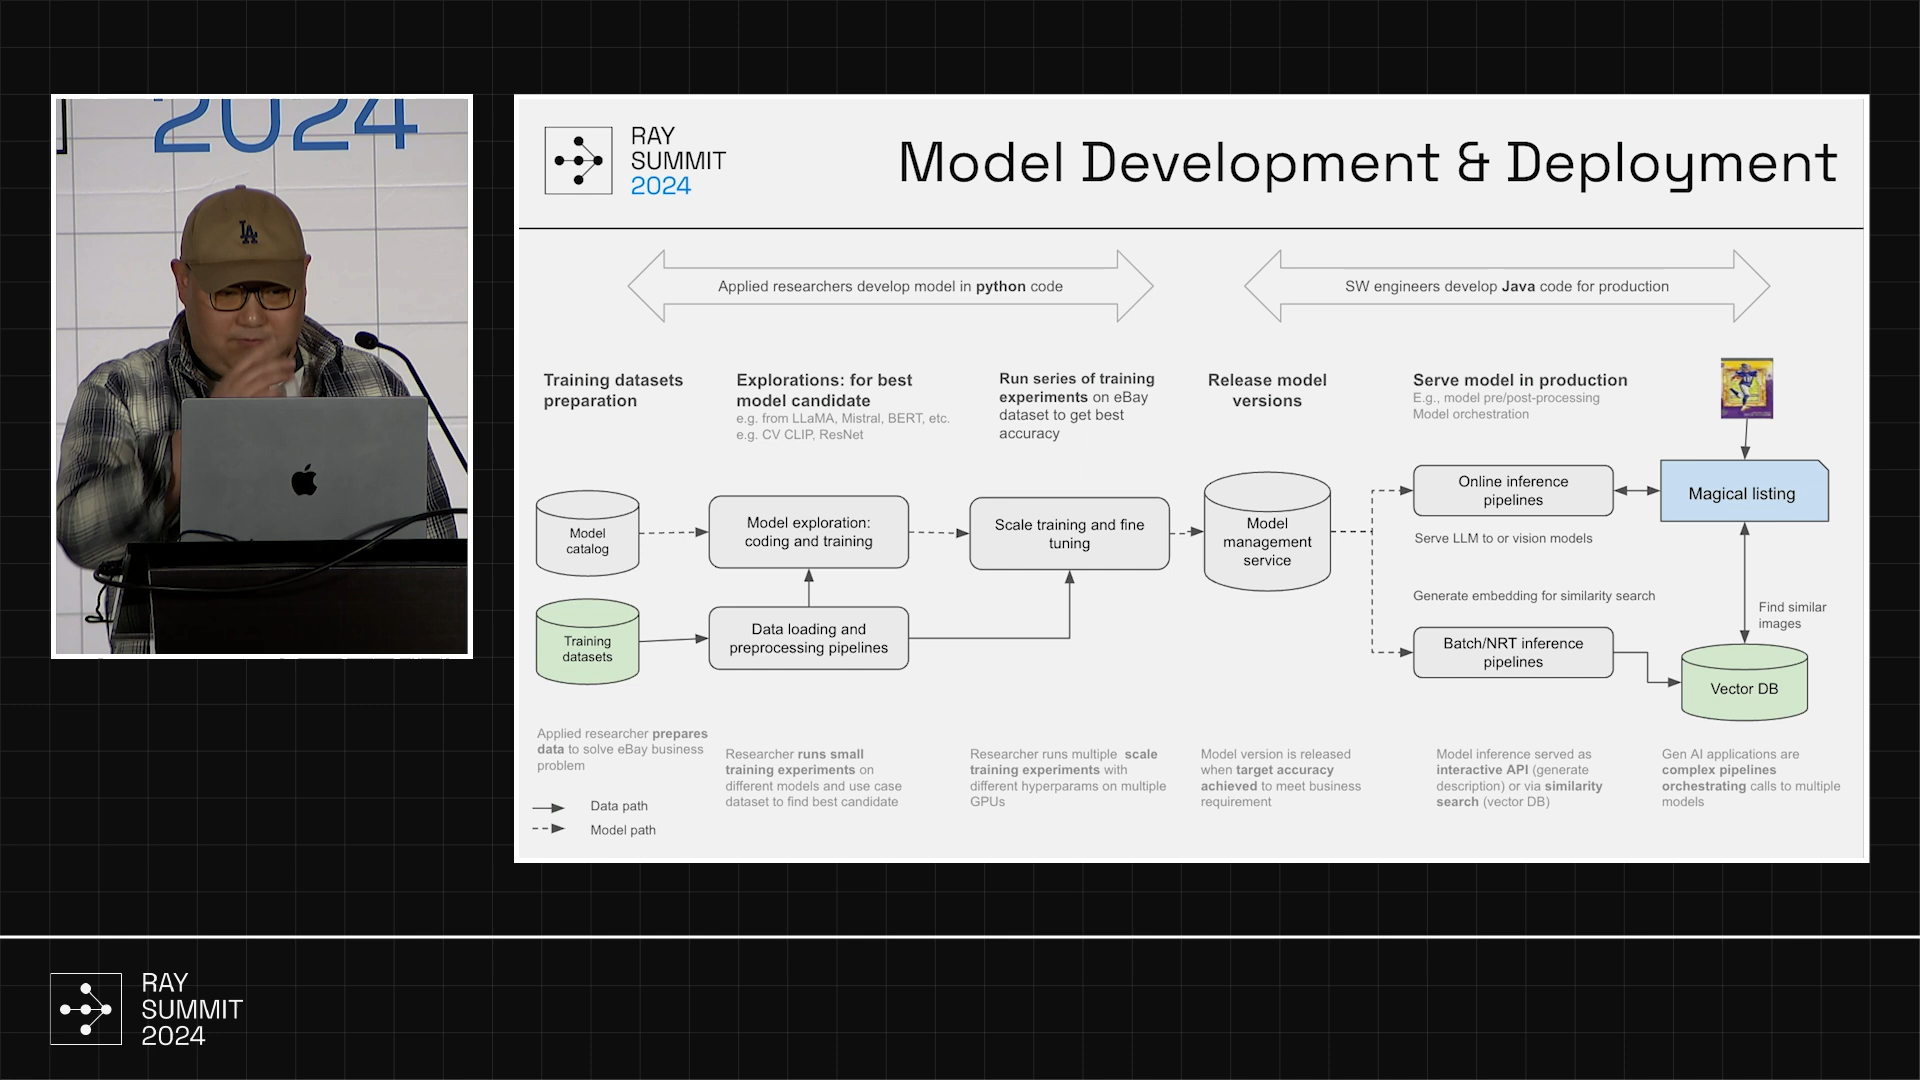 2024
LA
RAY
SUMMIT
2024
Model Development & Deployment
Applied researchers develop model in python code
SW engineers develop Java code for production
Training datasets
preparation
Explorations: for best
model candidate
e.g. from LLaMA, Mistral, BERT, etc.
e.g. CV CLIP, ResNet
Run series of training
experiments on eBay
dataset to get best
accuracy
Release model
versions
Serve model in production
E.g., model pre/post-processing
Model orchestration
Model
catalog
Model exploration:
coding and training
Scale training and fine
tuning
Model
management
service
Online inference
pipelines
Magical listing
Serve LLM to or vision models
Training
datasets
Data loading and
preprocessing pipelines
Generate embedding for similarity search
Batch/NRT inference
pipelines
Find similar
images
Vector DB
Applied researcher prepares
data to solve eBay business
problem
Researcher runs small
training experiments on
different models and use case
dataset to find best candidate
Researcher runs multiple scale
training experiments with
different hyperparams on multiple
GPUs
Model version is released
when target accuracy
achieved to meet business
requirement
Model inference served as
interactive API (generate
description) or via similarity
search (vector DB)
Gen AI applications are
complex pipelines
orchestrating calls to multiple
models
Data path
Model path
RAY
SUMMIT
2024